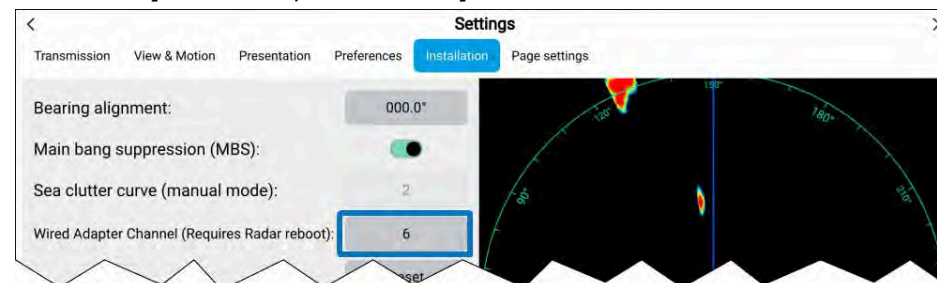 Settings
Transmission View & Motion Presentation Preferences Installation Page settings
Bearing alignment: 000.0°
Main bang suppression (MBS):
Sea clutter curve (manual mode): 2
Wired Adapter Channel (Requires Radar reboot): 6
90°
120°
150°
180°
210°